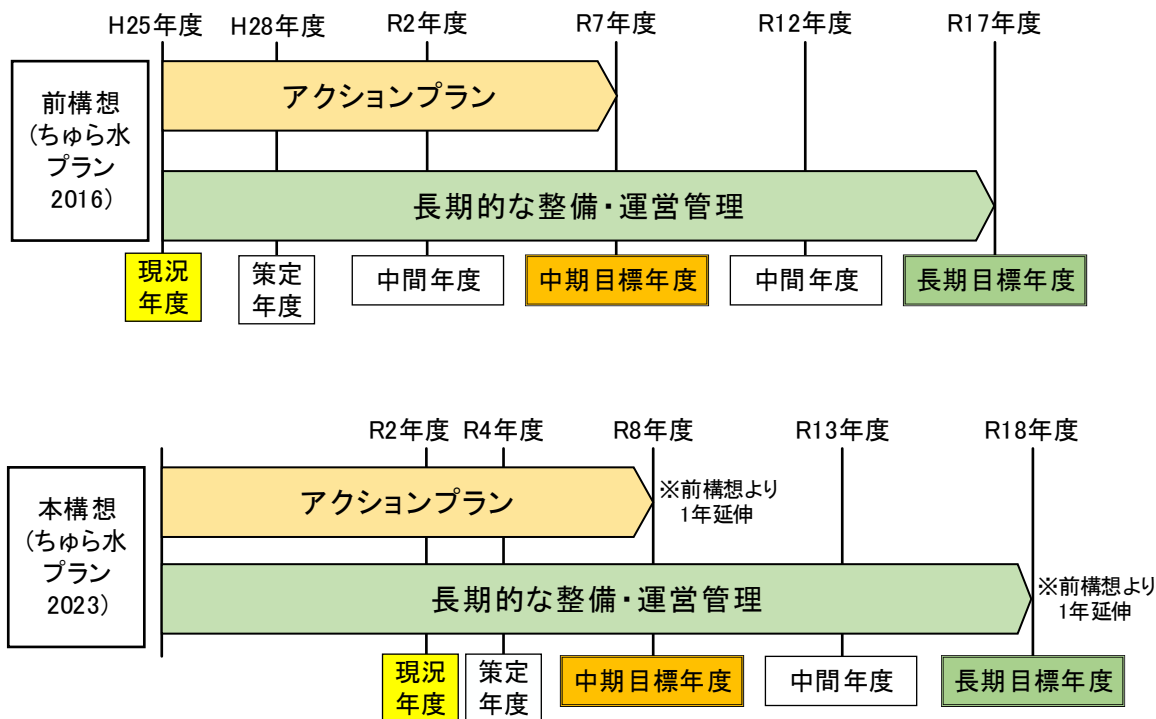 H25年度
H28年度
R2年度
R7年度
R12年度
R17年度
前構想
(ちゅら水
プラン
2016)
アクションプラン
長期的な整備・運営管理
現況
年度
策定
年度
中間年度
中期目標年度
中間年度
長期目標年度
R2年度
R4年度
R8年度
R13年度
R18年度
本構想
(ちゅら水
プラン
2023)
アクションプラン
※前構想より
1年延伸
長期的な整備・運営管理
※前構想より
1年延伸
現況
年度
策定
年度
中期目標年度
中間年度
長期目標年度